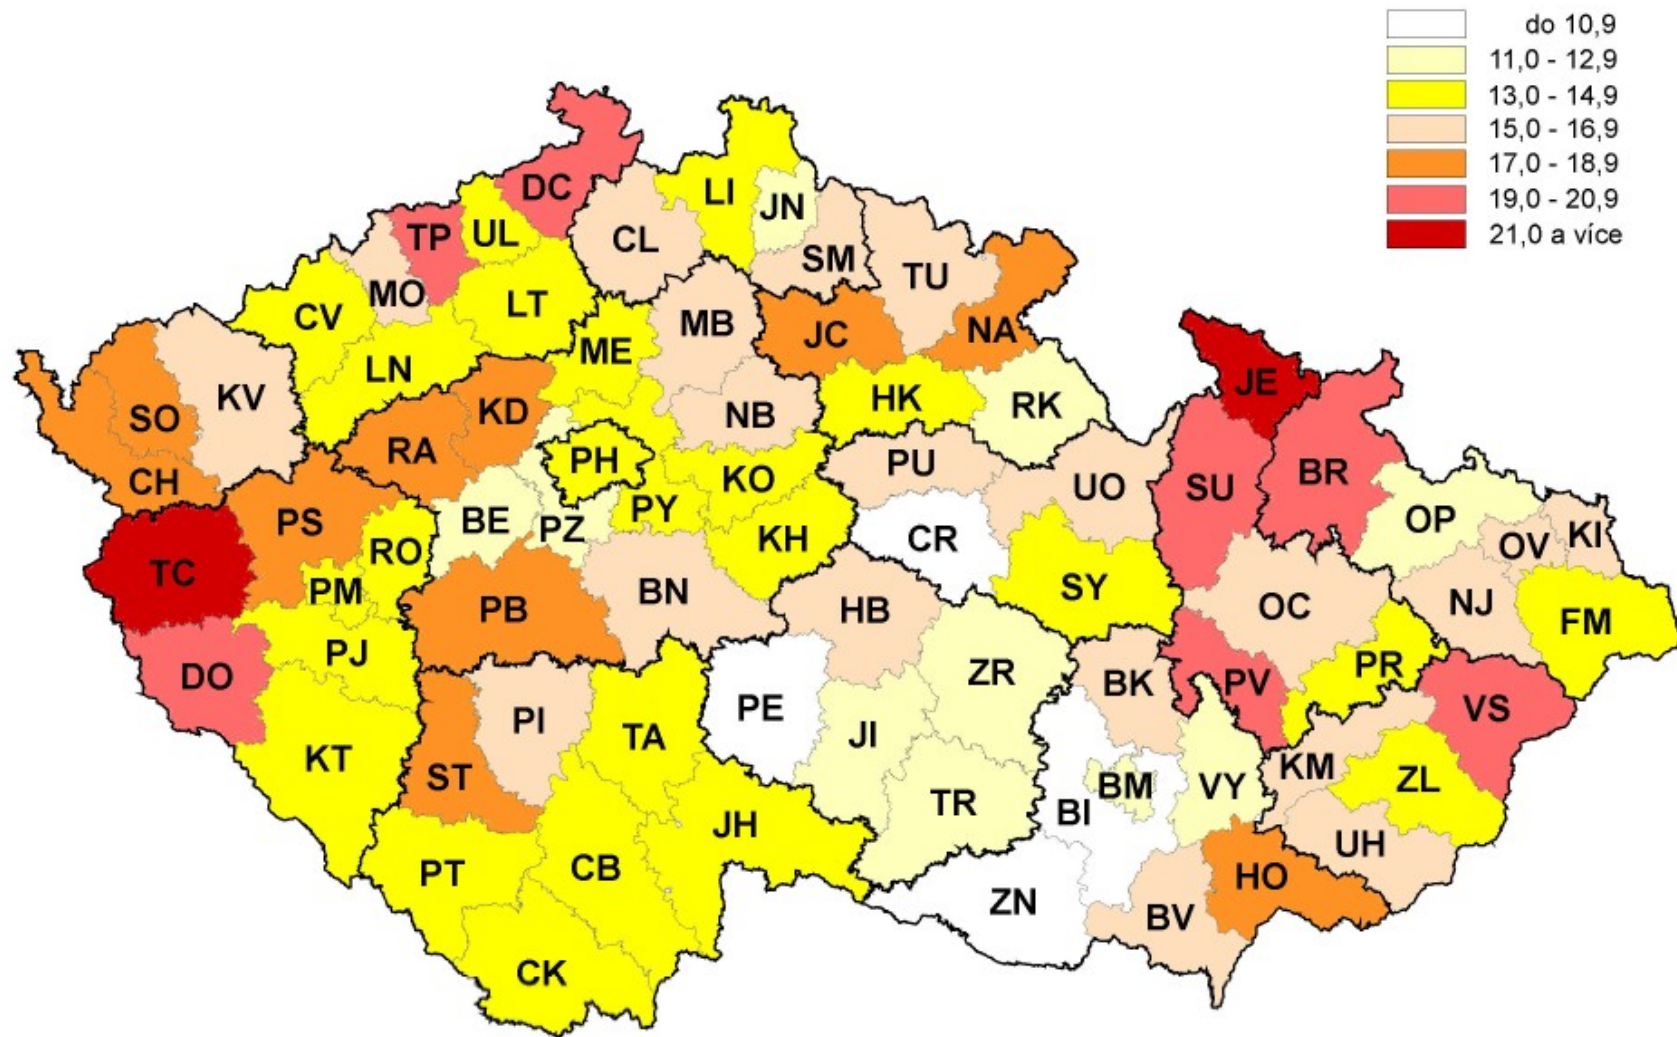 do 10,9
11,0 - 12,9
13,0 - 14,9
15,0 - 16,9
17,0 - 18,9
19,0 - 20,9
21,0 a více
DC
LI
JN
TP
UL
CL
SM
TU
MO
CV
LT
MB
JC
NA
ME
LN
KV
SO
KD
NB
HK
RK
JE
RA
PH
CH
KO
PU
UO
SU
BR
PS
BE
PZ
PY
KH
CR
OP
OV
KI
RO
TC
PM
PB
BN
HB
SY
OC
NJ
FM
PJ
DO
ZR
BK
PV
PR
PE
PI
TA
JI
VS
KT
ST
TR
BM
BI
VY
KM
ZL
JH
UH
PT
CB
HO
ZN
BV
CK